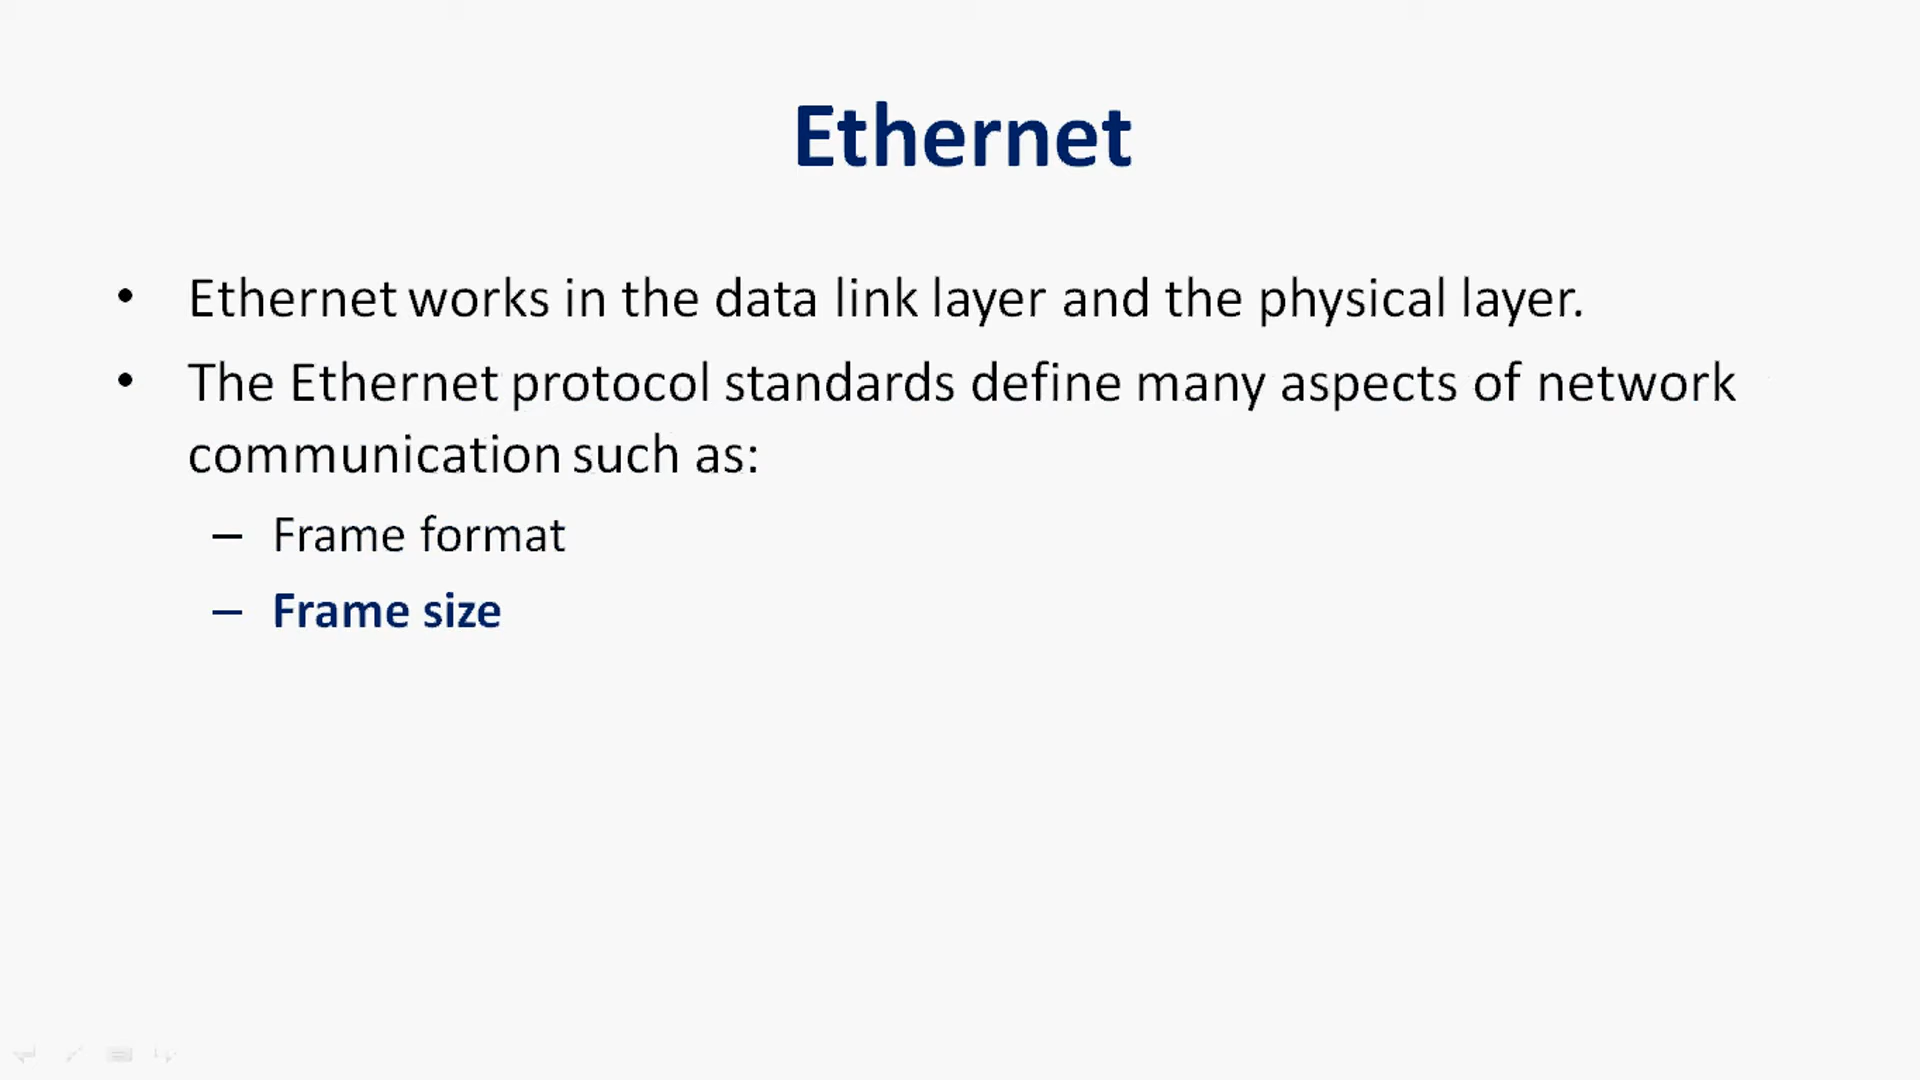 Ethernet
• Ethernet works in the data link layer and the physical layer.
• The Ethernet protocol standards define many aspects of network
communication such as:
– Frame format
– Frame size